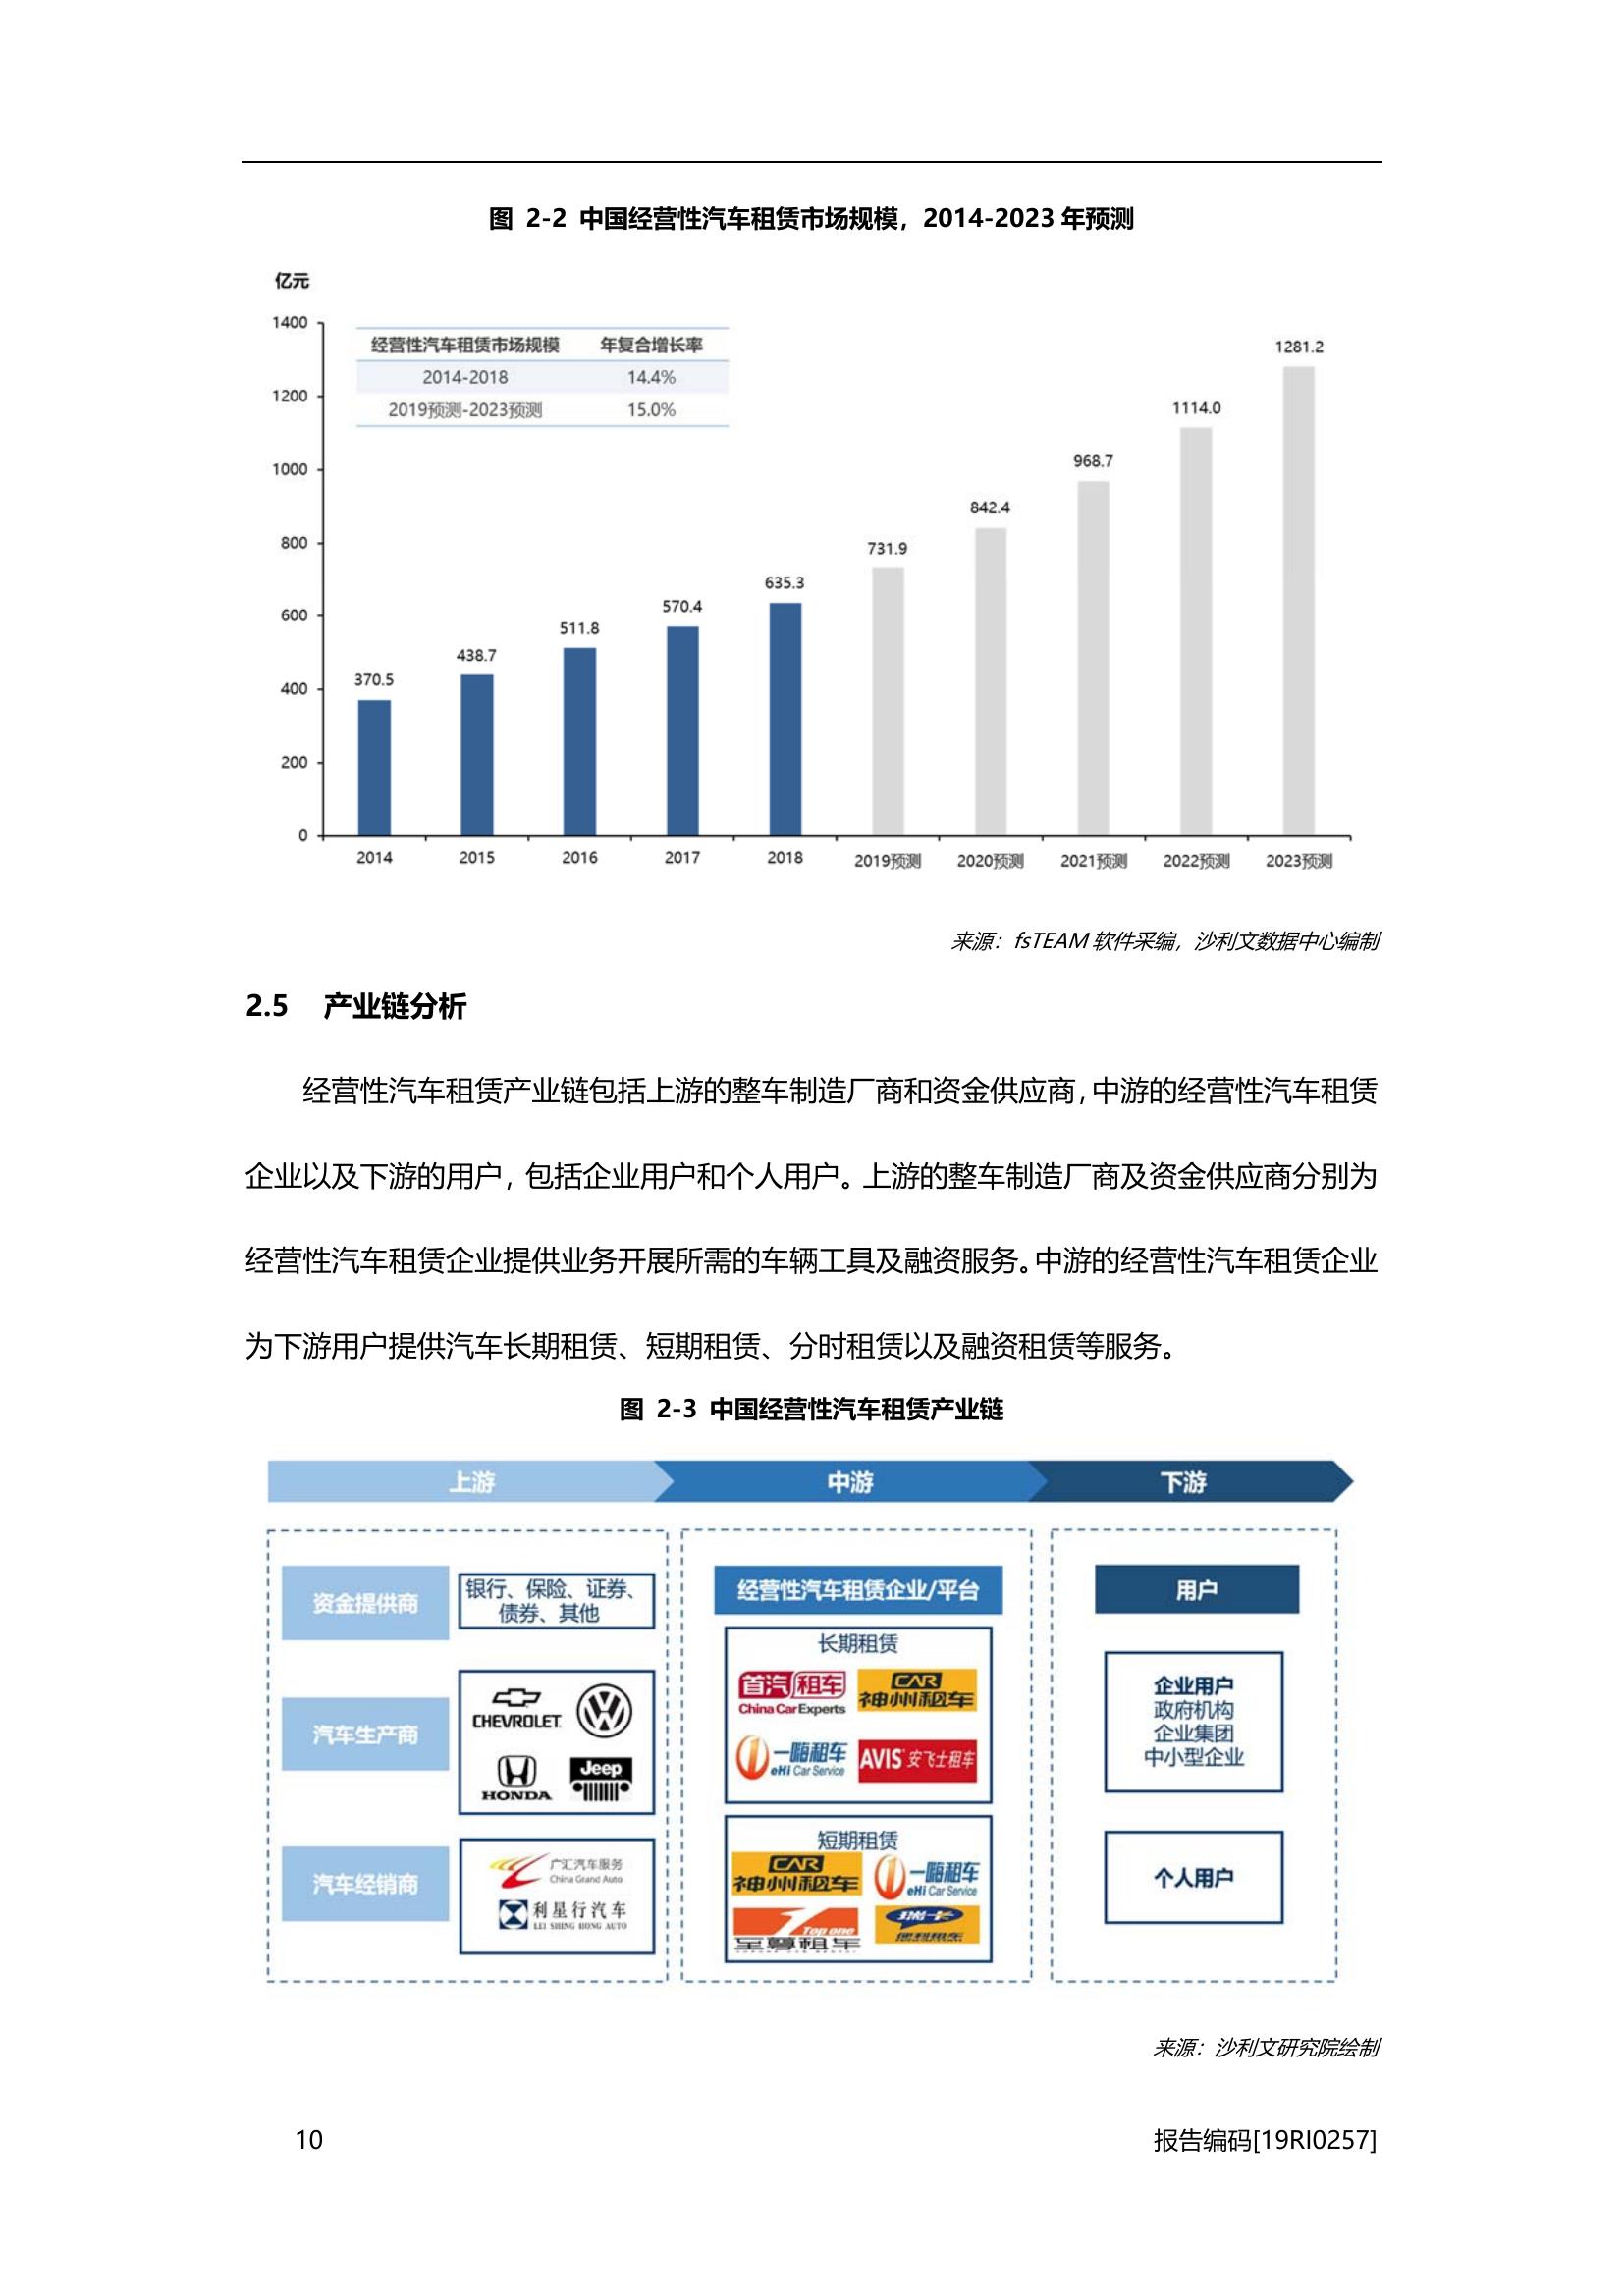 图 2-2 中国经营性汽车租赁市场规模，2014-2023 年预测
亿元
1400
1200
1000
800
600
400
200
0
经营性汽车租赁市场规模 年复合增长率
2014-2018 14.4%
2019预测-2023预测 15.0%
370.5
438.7
511.8
570.4
635.3
731.9
842.4
968.7
1114.0
1281.2
2014 2015 2016 2017 2018 2019预测 2020预测 2021预测 2022预测 2023预测
来源：fsTEAM 软件采编，沙利文数据中心编制
2.5 产业链分析
经营性汽车租赁产业链包括上游的整车制造厂商和资金供应商，中游的经营性汽车租赁
企业以及下游的用户，包括企业用户和个人用户。上游的整车制造厂商及资金供应商分别为
经营性汽车租赁企业提供业务开展所需的车辆工具及融资服务。中游的经营性汽车租赁企业
为下游用户提供汽车长期租赁、短期租赁、分时租赁以及融资租赁等服务。
图 2-3 中国经营性汽车租赁产业链
上游
中游
下游
资金提供商
银行、保险、证券、
债券、其他
汽车生产商
CHEVROLET
HONDA
Jeep
汽车经销商
广汇汽车服务
China Grand Auto
利星行汽车
LEI SHING HONG AUTO
经营性汽车租赁企业/平台
长期租赁
首汽租车
China Car Experts
CAR
神州租车
一嗨租车
eHi Car Service
AVIS 安飞士租车
短期租赁
CAR
神州租车
一嗨租车
eHi Car Service
Top one
至尊租车
瑞卡
用户
企业用户
政府机构
企业集团
中小型企业
个人用户
来源：沙利文研究院绘制
10
报告编码[19RI0257]